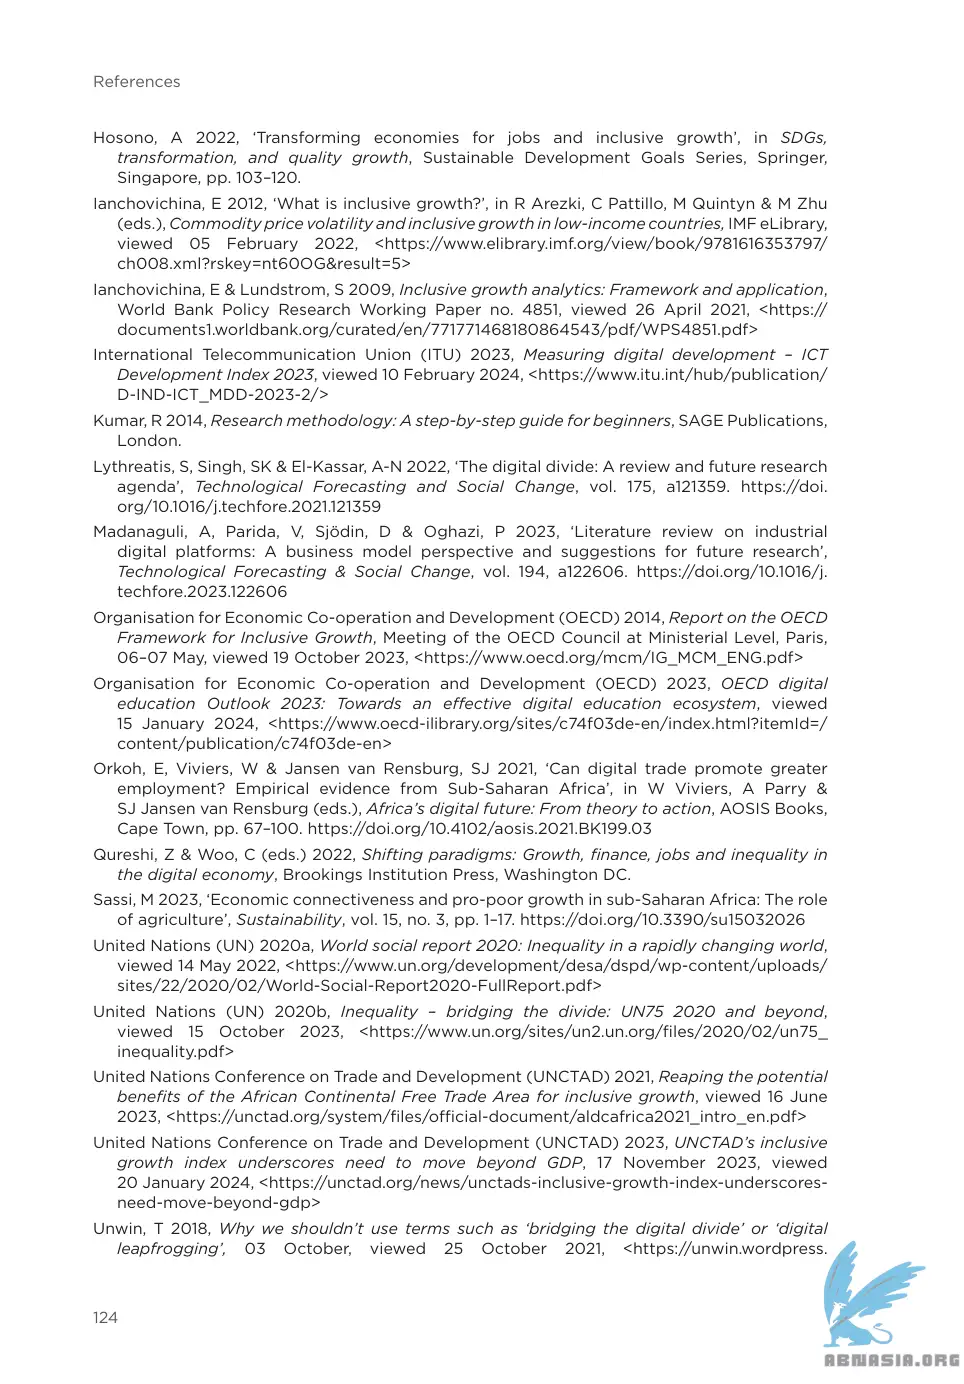 References
Hosono, A 2022, ‘Transforming economies for jobs and inclusive growth’, in SDGs,
transformation, and quality growth, Sustainable Development Goals Series, Springer,
Singapore, pp. 103–120.
Ianchovichina, E 2012, ‘What is inclusive growth?’, in R Arezki, C Pattillo, M Quintyn & M Zhu
(eds.), Commodity price volatility and inclusive growth in low-income countries, IMF eLibrary,
viewed 05 February 2022, <https://www.elibrary.imf.org/view/book/9781616353797/
ch008.xml?rskey=nt60OG&result=5>
Ianchovichina, E & Lundstrom, S 2009, Inclusive growth analytics: Framework and application,
World Bank Policy Research Working Paper no. 4851, viewed 26 April 2021, <https://
documents1.worldbank.org/curated/en/771771468180864543/pdf/WPS4851.pdf>
International Telecommunication Union (ITU) 2023, Measuring digital development – ICT
Development Index 2023, viewed 10 February 2024, <https://www.itu.int/hub/publication/
D-IND-ICT_MDD-2023-2/>
Kumar, R 2014, Research methodology: A step-by-step guide for beginners, SAGE Publications,
London.
Lythreatis, S, Singh, SK & El-Kassar, A-N 2022, ‘The digital divide: A review and future research
agenda’, Technological Forecasting and Social Change, vol. 175, a121359. https://doi.
org/10.1016/j.techfore.2021.121359
Madanaguli, A, Parida, V, Sjödin, D & Oghazi, P 2023, ‘Literature review on industrial
digital platforms: A business model perspective and suggestions for future research’,
Technological Forecasting & Social Change, vol. 194, a122606. https://doi.org/10.1016/j.
techfore.2023.122606
Organisation for Economic Co-operation and Development (OECD) 2014, Report on the OECD
Framework for Inclusive Growth, Meeting of the OECD Council at Ministerial Level, Paris,
06–07 May, viewed 19 October 2023, <https://www.oecd.org/mcm/IG_MCM_ENG.pdf>
Organisation for Economic Co-operation and Development (OECD) 2023, OECD digital
education Outlook 2023: Towards an effective digital education ecosystem, viewed
15 January 2024, <https://www.oecd-ilibrary.org/sites/c74f03de-en/index.html?itemId=/
content/publication/c74f03de-en>
Orkoh, E, Viviers, W & Jansen van Rensburg, SJ 2021, ‘Can digital trade promote greater
employment? Empirical evidence from Sub-Saharan Africa’, in W Viviers, A Parry &
SJ Jansen van Rensburg (eds.), Africa’s digital future: From theory to action, AOSIS Books,
Cape Town, pp. 67–100. https://doi.org/10.4102/aosis.2021.BK199.03
Qureshi, Z & Woo, C (eds.) 2022, Shifting paradigms: Growth, finance, jobs and inequality in
the digital economy, Brookings Institution Press, Washington DC.
Sassi, M 2023, ‘Economic connectiveness and pro-poor growth in sub-Saharan Africa: The role
of agriculture’, Sustainability, vol. 15, no. 3, pp. 1–17. https://doi.org/10.3390/su15032026
United Nations (UN) 2020a, World social report 2020: Inequality in a rapidly changing world,
viewed 14 May 2022, <https://www.un.org/development/desa/dspd/wp-content/uploads/
sites/22/2020/02/World-Social-Report2020-FullReport.pdf>
United Nations (UN) 2020b, Inequality – bridging the divide: UN75 2020 and beyond,
viewed 15 October 2023, <https://www.un.org/sites/un2.un.org/files/2020/02/un75_
inequality.pdf>
United Nations Conference on Trade and Development (UNCTAD) 2021, Reaping the potential
benefits of the African Continental Free Trade Area for inclusive growth, viewed 16 June
2023, <https://unctad.org/system/files/official-document/aldcafrica2021_intro_en.pdf>
United Nations Conference on Trade and Development (UNCTAD) 2023, UNCTAD’s inclusive
growth index underscores need to move beyond GDP, 17 November 2023, viewed
20 January 2024, <https://unctad.org/news/unctads-inclusive-growth-index-underscores-
need-move-beyond-gdp>
Unwin, T 2018, Why we shouldn’t use terms such as ‘bridging the digital divide’ or ‘digital
leapfrogging’, 03 October, viewed 25 October 2021, <https://unwin.wordpress.
124
ABNASIA.ORG